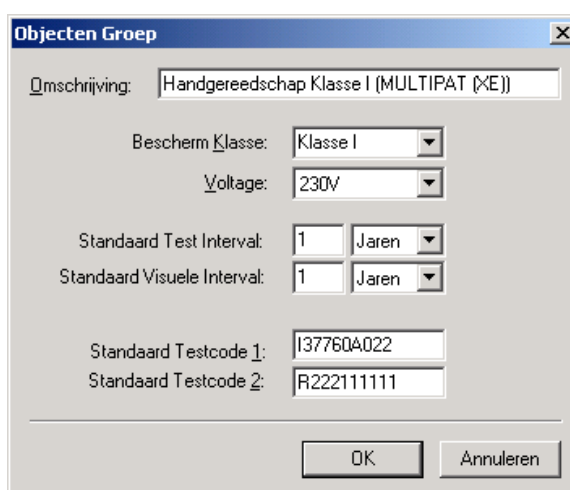 Objecten Groep
Omschrijving: Handgereedschap Klasse I (MULTIPAT (XE))
Bescherm Klasse: Klasse I
Voltage: 230V
Standaard Test Interval: 1 Jaren
Standaard Visuele Interval: 1 Jaren
Standaard Testcode 1: I37760A022
Standaard Testcode 2: R222111111
OK Annuleren